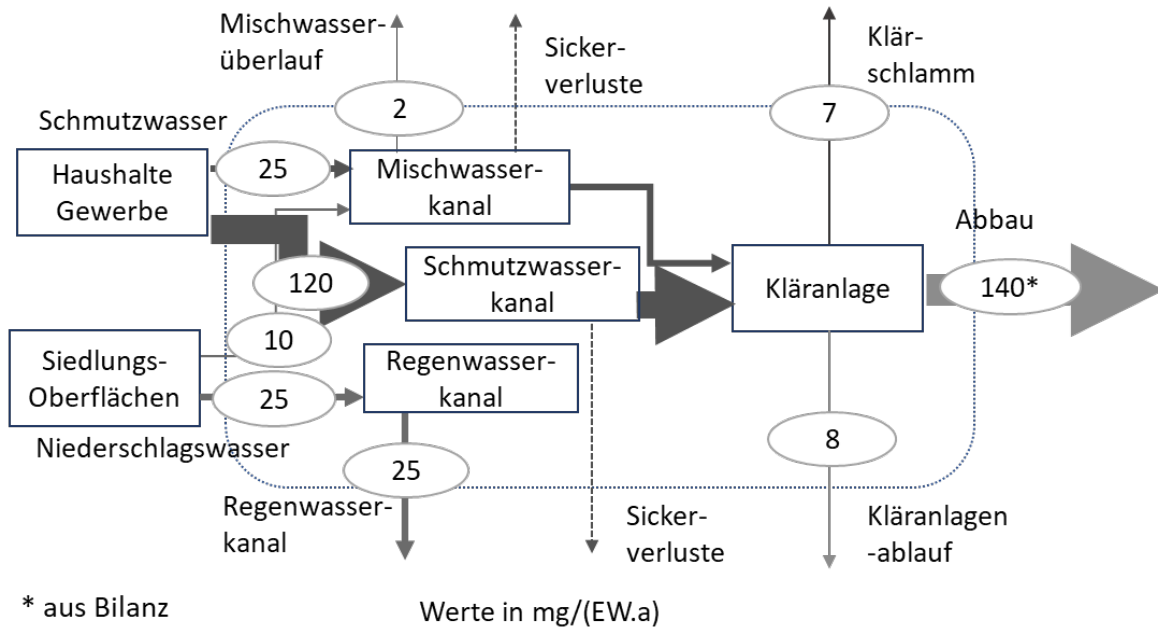 Mischwasser-
überlauf
Sicker-
verluste
Klär-
schlamm
2
7
Schmutzwasser
Haushalte
Gewerbe
25
Mischwasser-
kanal
Abbau
120
Schmutzwasser-
kanal
Kläranlage
140*
10
Siedlungs-
Oberflächen
25
Regenwasser-
kanal
Niederschlagswasser
25
8
Regenwasser-
kanal
Sicker-
verluste
Kläranlagen
-ablauf
* aus Bilanz
Werte in mg/(EW.a)